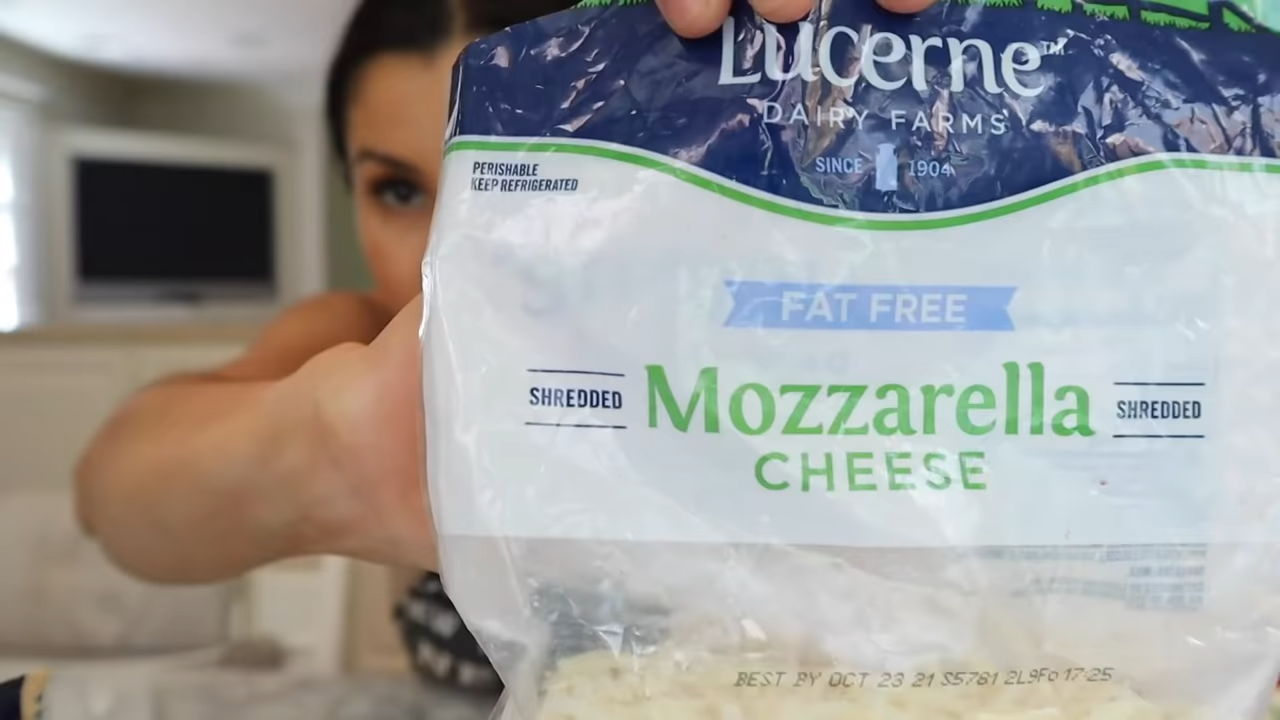 Lucerne™
DAIRY FARMS
SINCE 1904
PERISHABLE
KEEP REFRIGERATED
FAT FREE
SHREDDED Mozzarella SHREDDED
CHEESE
BEST BY OCT 23 21 S5781 2L9Fo 17:25